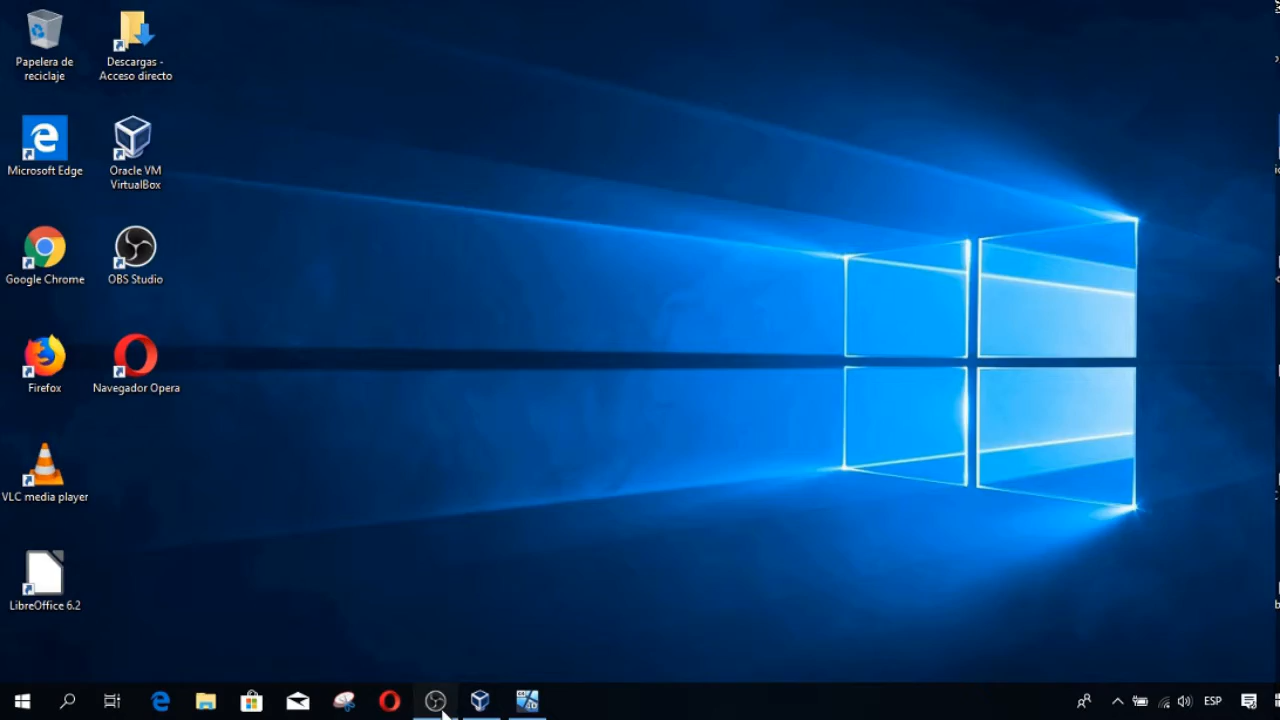 Papelera de
reciclaje
Descargas -
Acceso directo
Microsoft Edge
Oracle VM
VirtualBox
Google Chrome
OBS Studio
Firefox
Navegador Opera
VLC media player
LibreOffice 6.2
ESP